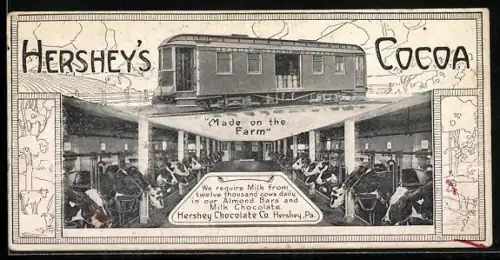 HERSHEY'S COCOA
"Made on the
Farm"
We require Milk from
twelve thousand cows daily
in our Almond Bars and
Milk Chocolate.
Hershey Chocolate Co. Hershey, Pa.